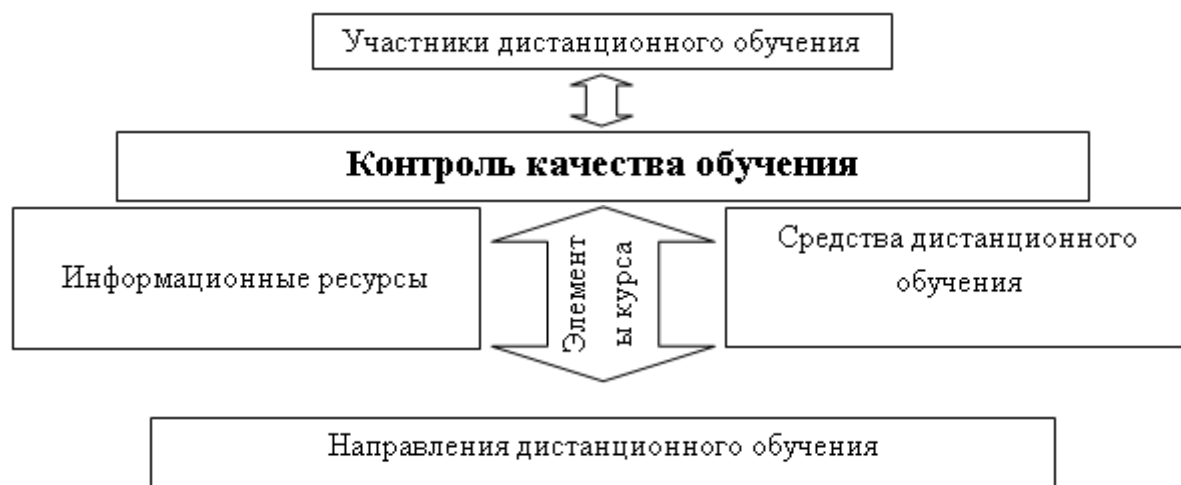 Участники дистанционного обучения
Контроль качества обучения
Информационные ресурсы
Элемент
ы курса
Средства дистанционного
обучения
Направления дистанционного обучения